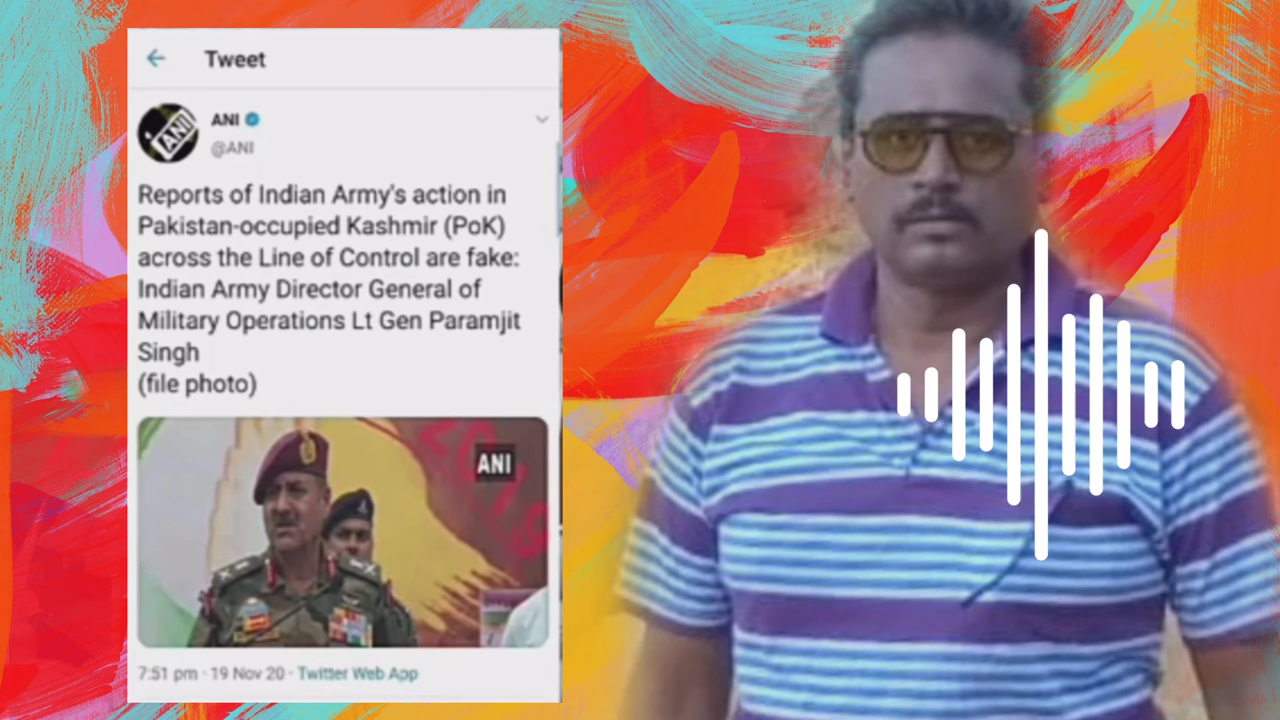 Tweet
ANI
@ANI
Reports of Indian Army's action in
Pakistan-occupied Kashmir (PoK)
across the Line of Control are fake:
Indian Army Director General of
Military Operations Lt Gen Paramjit
Singh
(file photo)
ANI
7:51 pm · 19 Nov 20 · Twitter Web App